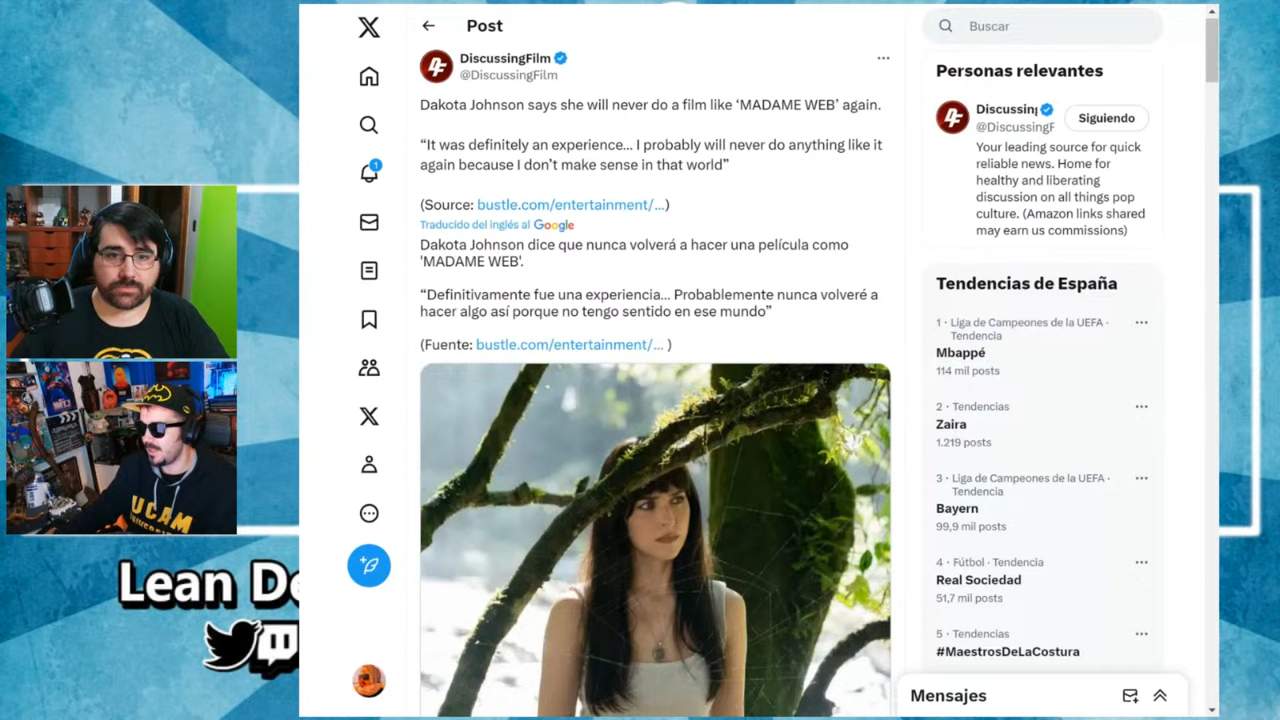 Post
DiscussingFilm
@DiscussingFilm
Dakota Johnson says she will never do a film like ‘MADAME WEB’ again.
“It was definitely an experience... I probably will never do anything like it
again because I don’t make sense in that world”
(Source: bustle.com/entertainment/...)
Traducido del inglés al Google
Dakota Johnson dice que nunca volverá a hacer una película como
'MADAME WEB'.
“Definitivamente fue una experiencia... Probablemente nunca volveré a
hacer algo así porque no tengo sentido en ese mundo”
(Fuente: bustle.com/entertainment/... )
1
Buscar
Personas relevantes
Discussing
@DiscussingF
Siguiendo
Your leading source for quick
reliable news. Home for
healthy and liberating
discussion on all things pop
culture. (Amazon links shared
may earn us commissions)
Tendencias de España
1 · Liga de Campeones de la UEFA ·
Tendencia
Mbappé
114 mil posts
2 · Tendencias
Zaira
1.219 posts
3 · Liga de Campeones de la UEFA ·
Tendencia
Bayern
99,9 mil posts
4 · Fútbol · Tendencia
Real Sociedad
51,7 mil posts
5 · Tendencias
#MaestrosDeLaCostura
Mensajes
UCAM
Lean De